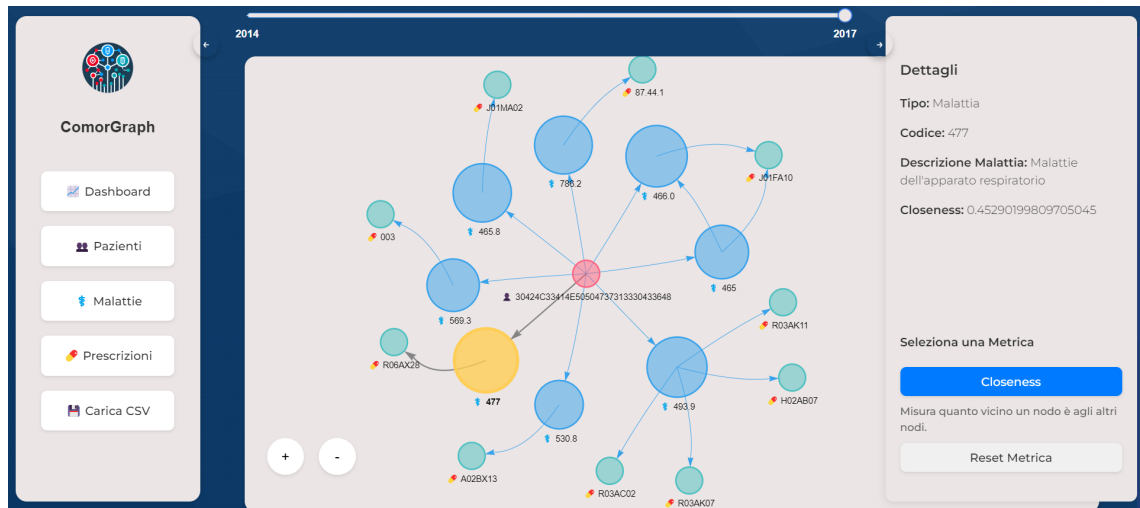 ComorGraph
Dashboard
Pazienti
Malattie
Prescrizioni
Carica CSV
2014
2017
87.44.1
J01MA02
786.2
J01FA10
466.0
465.8
003
465
30424C33414E50504737313330433648
569.3
R03AK11
R06AX28
477
493.9
H02AB07
530.8
A02BX13
R03AC02
R03AK07
+
-
Dettagli
Tipo: Malattia
Codice: 477
Descrizione Malattia: Malattie
dell'apparato respiratorio
Closeness: 0.45290199809705045
Seleziona una Metrica
Closeness
Misura quanto vicino un nodo è agli altri
nodi.
Reset Metrica